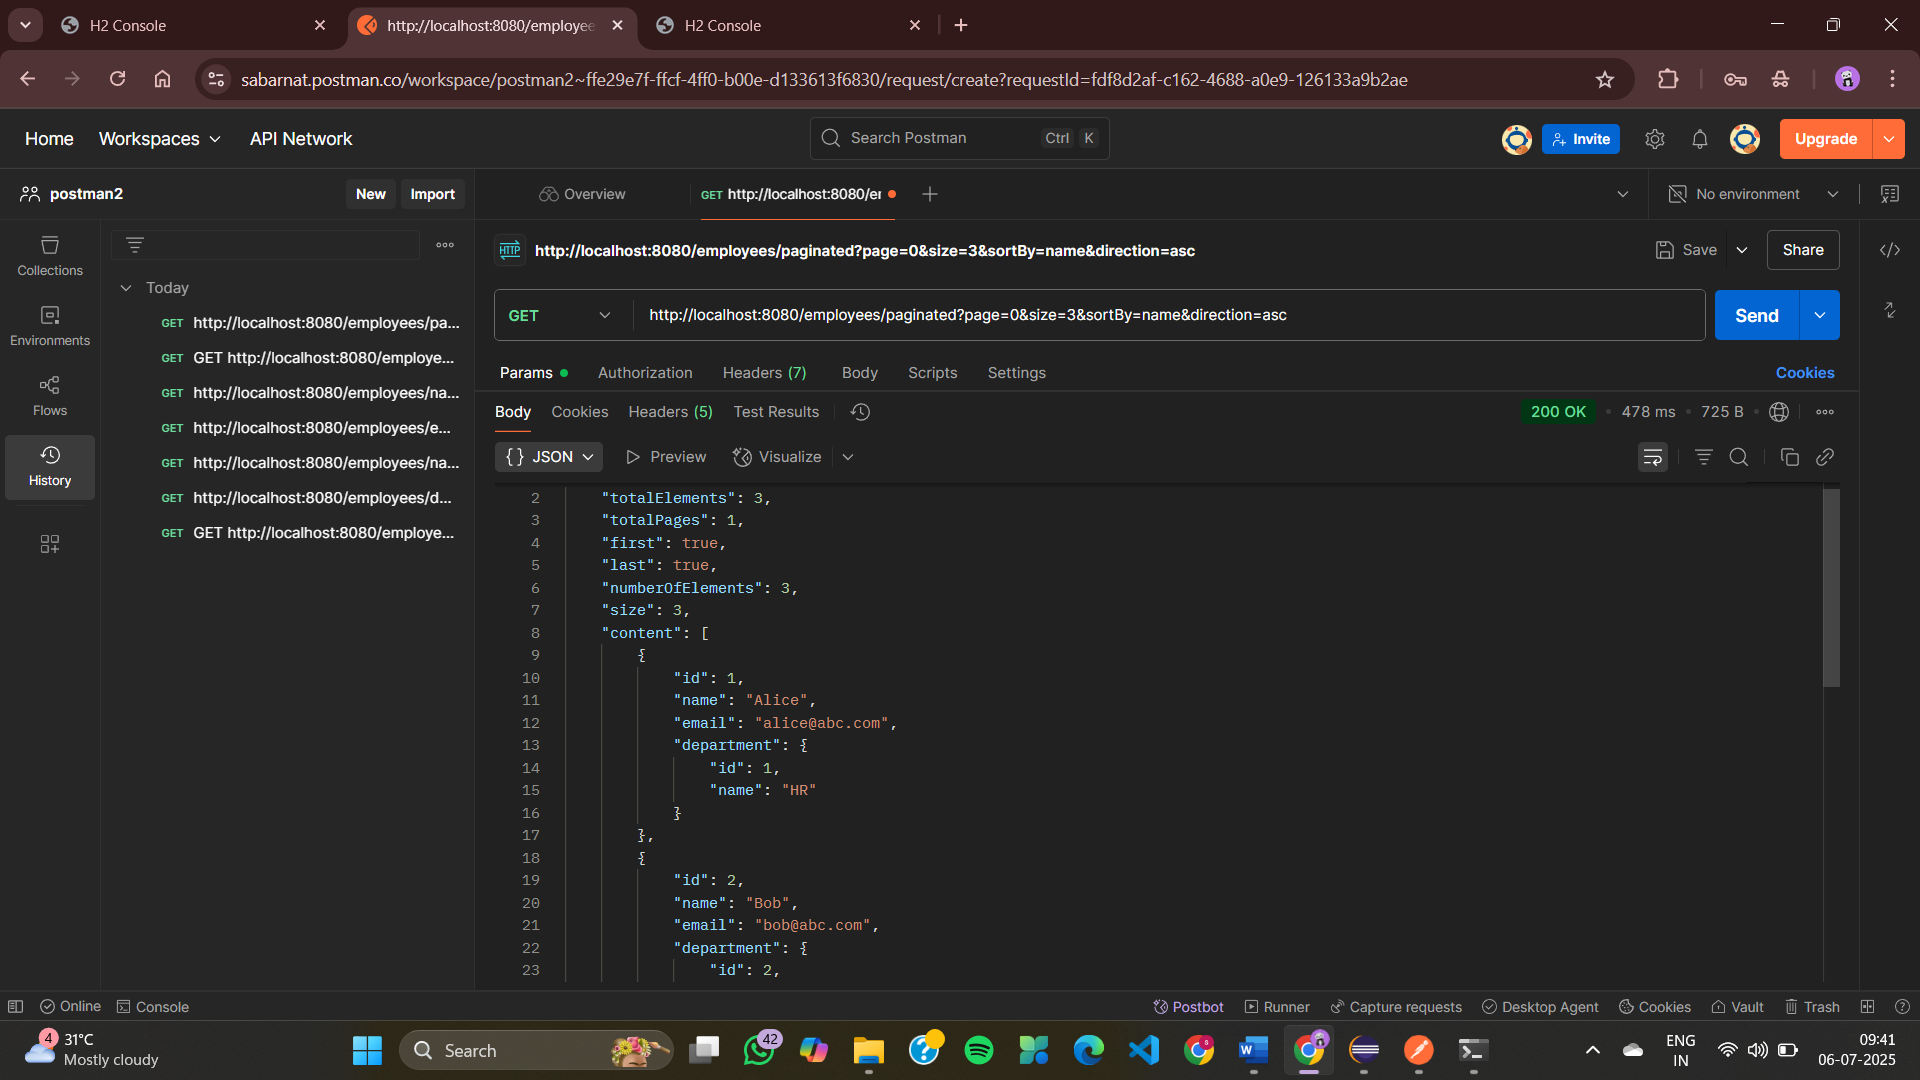 H2 Console
http://localhost:8080/employee
H2 Console
sabarnat.postman.co/workspace/postman2~ffe29e7f-ffcf-4ff0-b00e-d133613f6830/request/create?requestId=fdf8d2af-c162-4688-a0e9-126133a9b2ae
Home
Workspaces
API Network
Search Postman
Ctrl
K
Invite
Upgrade
postman2
New
Import
Overview
GET http://localhost:8080/er
No environment
Collections
Environments
Flows
History
Today
GET http://localhost:8080/employees/pa...
GET GET http://localhost:8080/employe...
GET http://localhost:8080/employees/na...
GET http://localhost:8080/employees/e...
GET http://localhost:8080/employees/na...
GET http://localhost:8080/employees/d...
GET GET http://localhost:8080/employe...
HTTP
http://localhost:8080/employees/paginated?page=0&size=3&sortBy=name&direction=asc
Save
Share
GET
http://localhost:8080/employees/paginated?page=0&size=3&sortBy=name&direction=asc
Send
Params
Authorization
Headers (7)
Body
Scripts
Settings
Cookies
Body
Cookies
Headers (5)
Test Results
200 OK
478 ms
725 B
{} JSON
Preview
Visualize
2 "totalElements": 3,
3 "totalPages": 1,
4 "first": true,
5 "last": true,
6 "numberOfElements": 3,
7 "size": 3,
8 "content": [
9 {
10 "id": 1,
11 "name": "Alice",
12 "email": "alice@abc.com",
13 "department": {
14 "id": 1,
15 "name": "HR"
16 }
17 },
18 {
19 "id": 2,
20 "name": "Bob",
21 "email": "bob@abc.com",
22 "department": {
23 "id": 2,
Online
Console
Postbot
Runner
Capture requests
Desktop Agent
Cookies
Vault
Trash
4
31°C
Mostly cloudy
Search
42
8
ENG
IN
09:41
06-07-2025